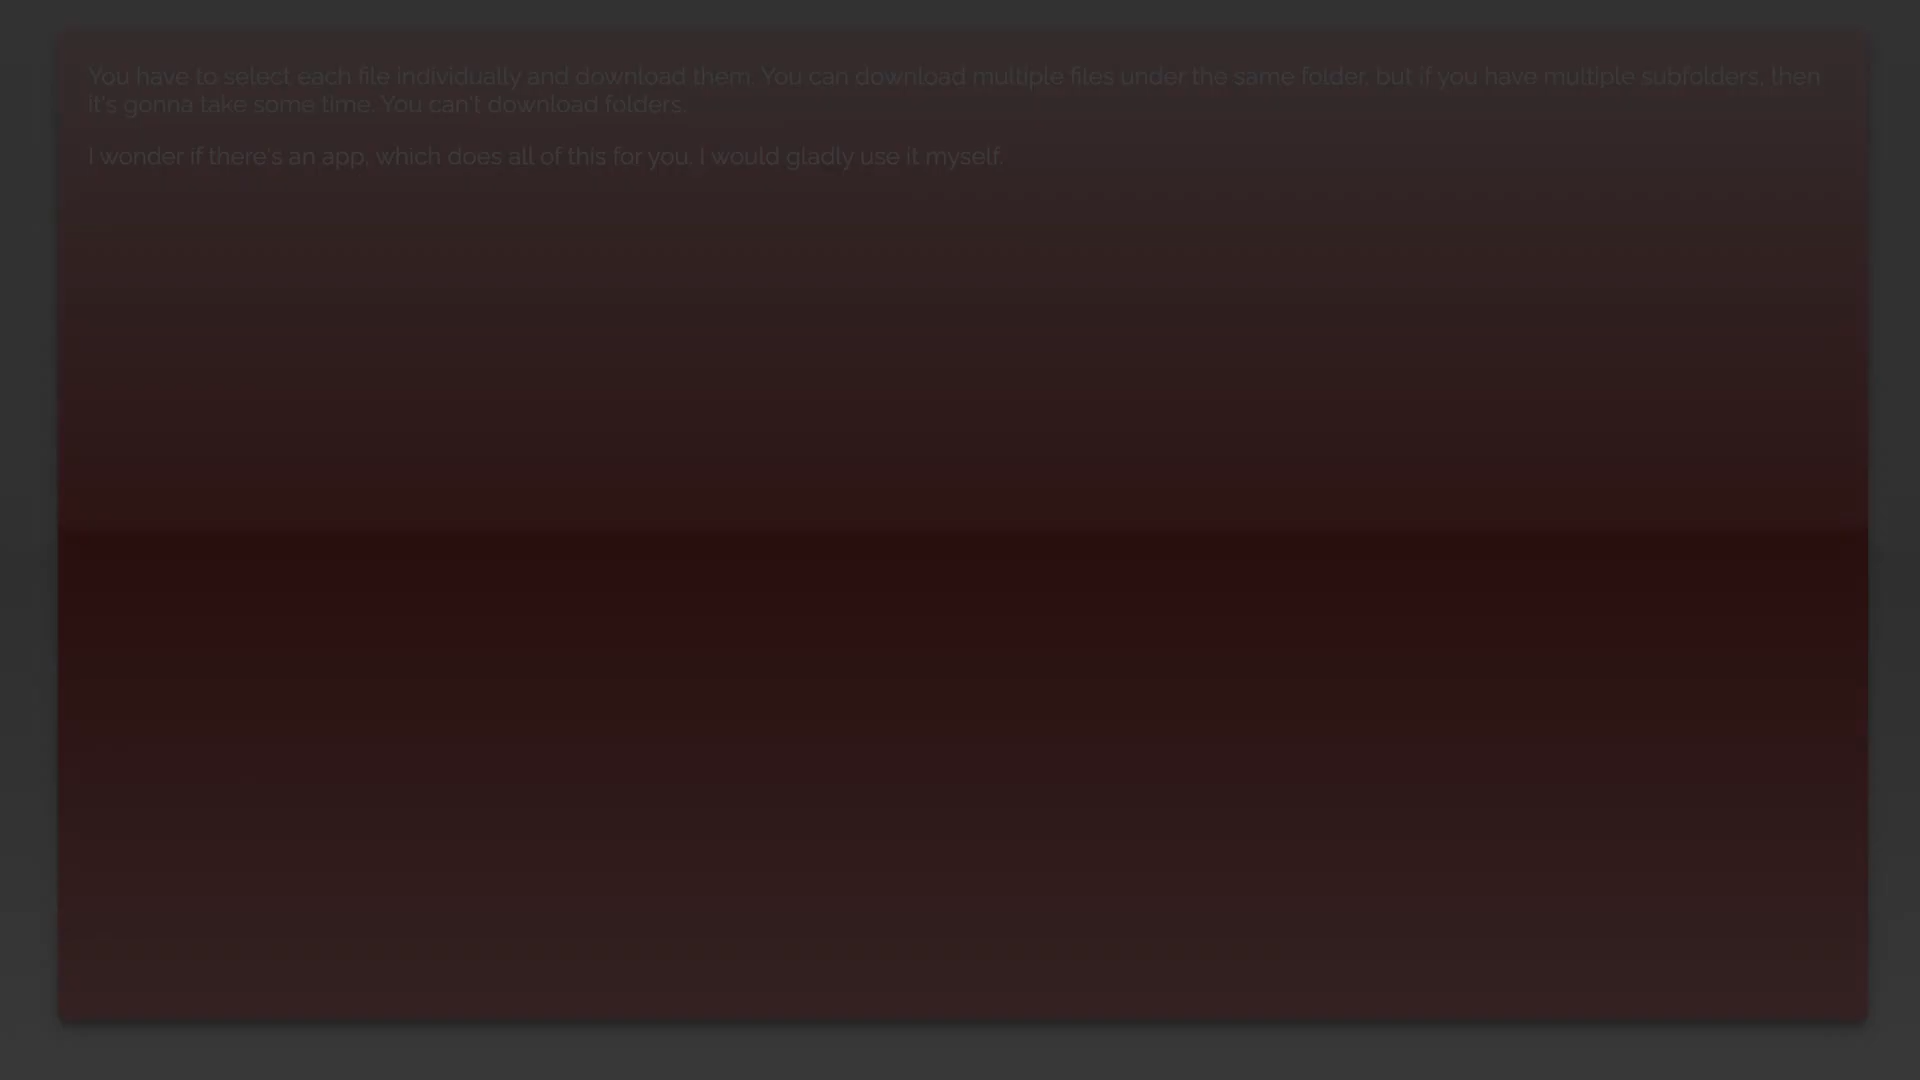 You have to select each file individually and download them. You can download multiple files under the same folder, but if you have multiple subfolders, then
it's gonna take some time. You can't download folders.
I wonder if there's an app, which does all of this for you. I would gladly use it myself.